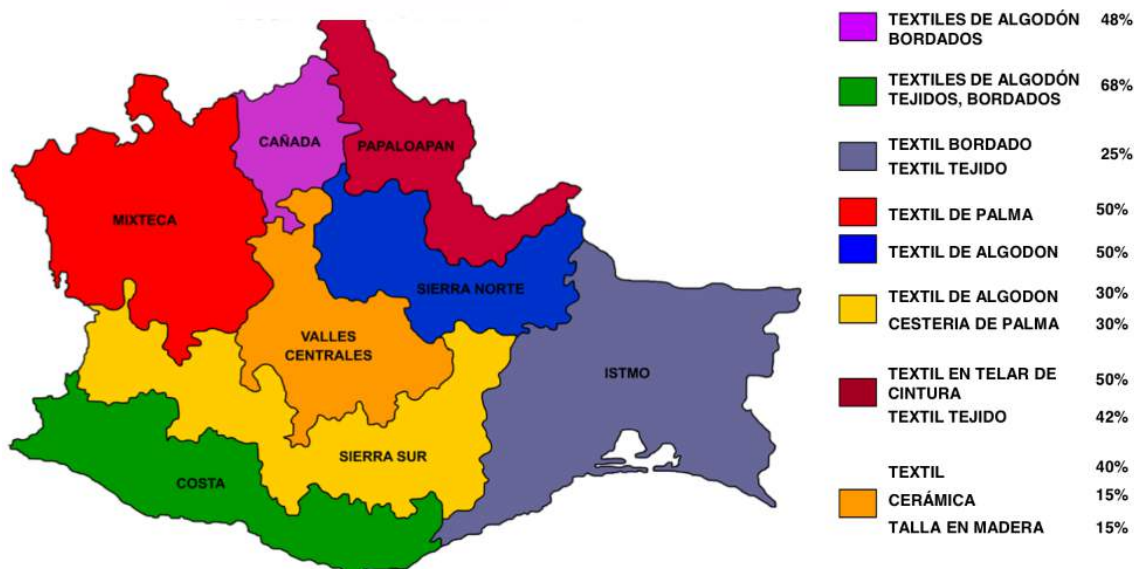 CAÑADA
PAPALOAPAN
MIXTECA
SIERRA NORTE
VALLES
CENTRALES
ISTMO
SIERRA SUR
COSTA
TEXTILES DE ALGODÓN 48%
BORDADOS
TEXTILES DE ALGODÓN
TEJIDOS, BORDADOS 68%
TEXTIL BORDADO
TEXTIL TEJIDO 25%
TEXTIL DE PALMA 50%
TEXTIL DE ALGODON 50%
TEXTIL DE ALGODON 30%
CESTERIA DE PALMA 30%
TEXTIL EN TELAR DE 50%
CINTURA
TEXTIL TEJIDO 42%
TEXTIL 40%
CERÁMICA 15%
TALLA EN MADERA 15%